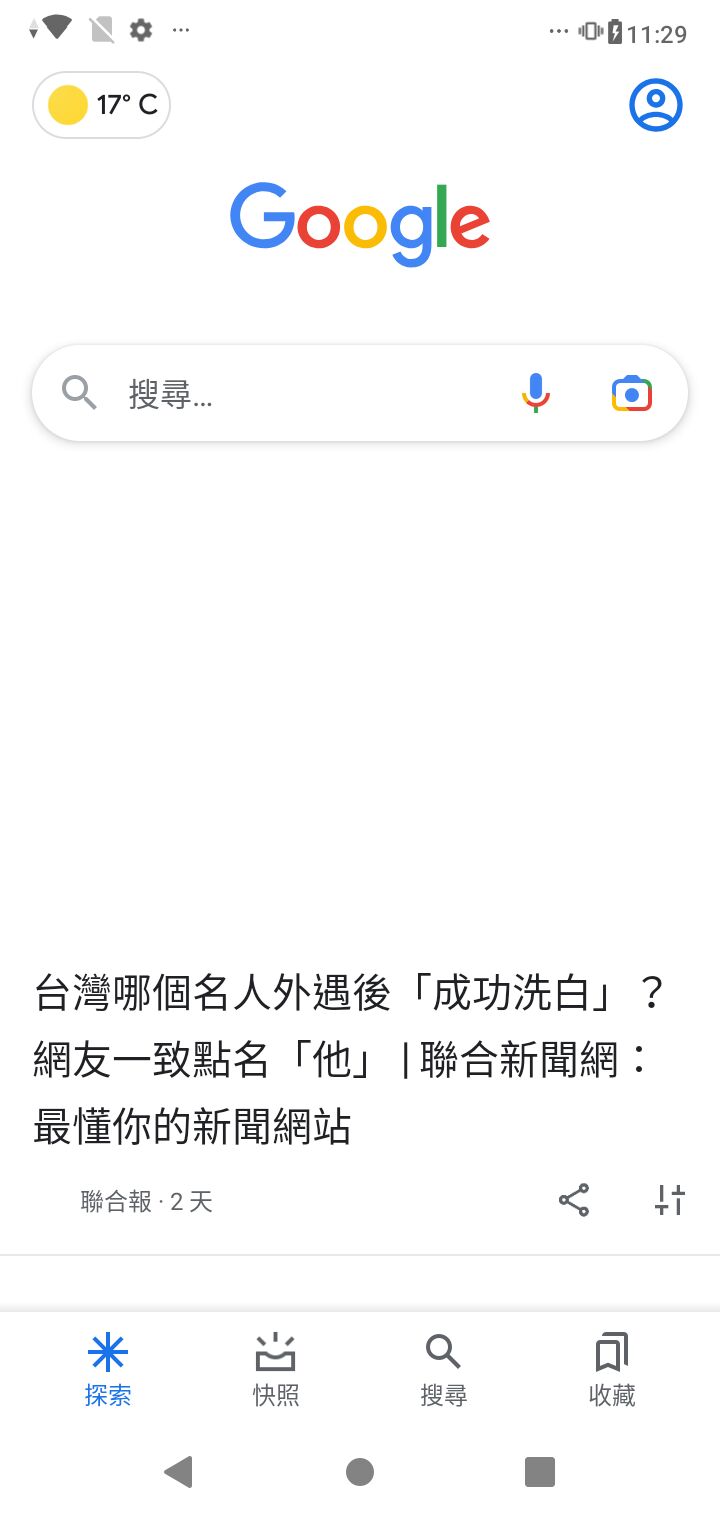 11:29
17° C
Google
搜尋...
台灣哪個名人外遇後「成功洗白」？
網友一致點名「他」 | 聯合新聞網：
最懂你的新聞網站
聯合報 · 2 天
探索 快照 搜尋 收藏